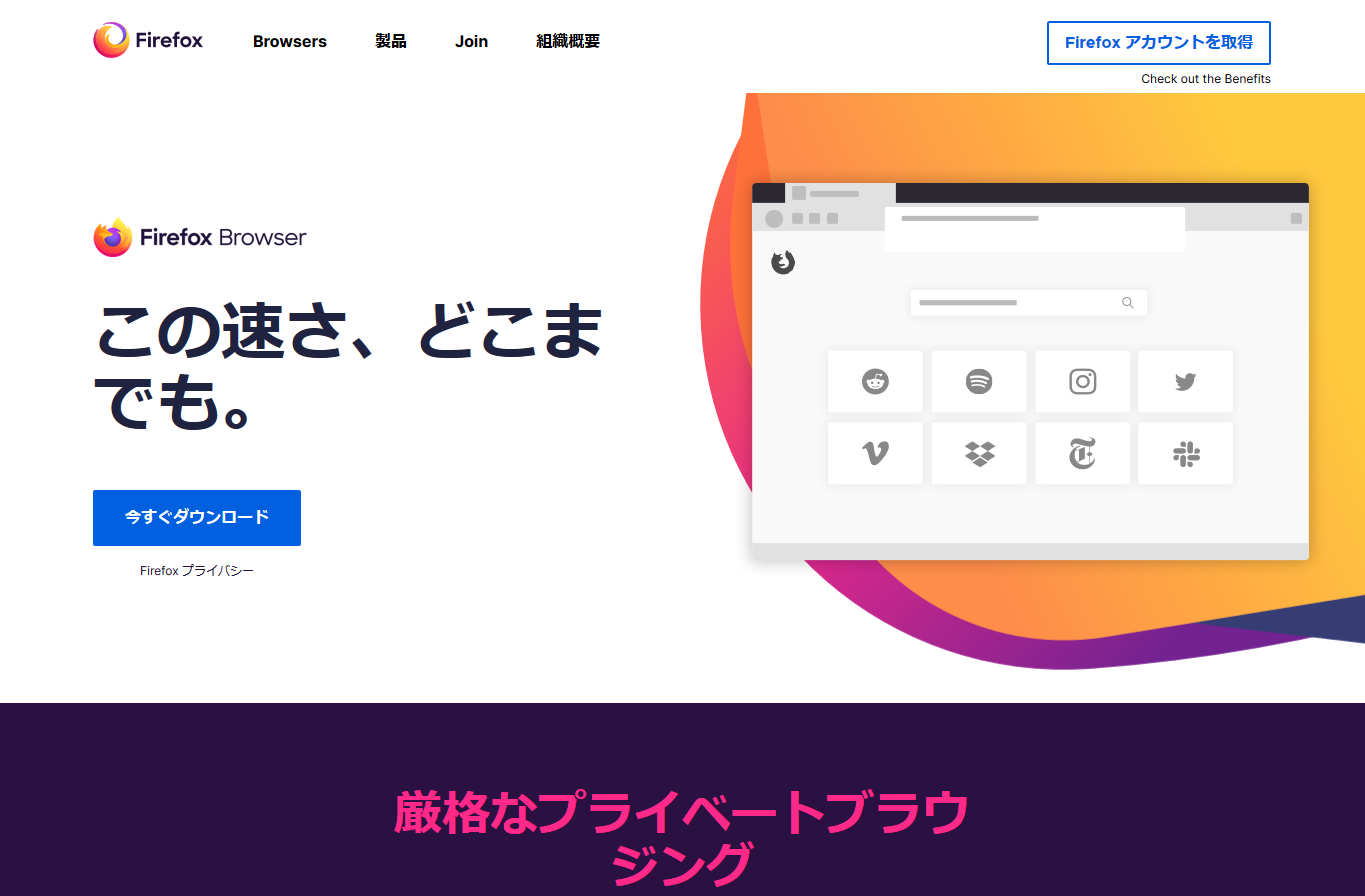 Firefox
Browsers
製品
Join
組織概要
Firefox アカウントを取得
Check out the Benefits
Firefox Browser
この速さ、どこま
でも。
今すぐダウンロード
Firefox プライバシー
厳格なプライベートブラウ
ジング